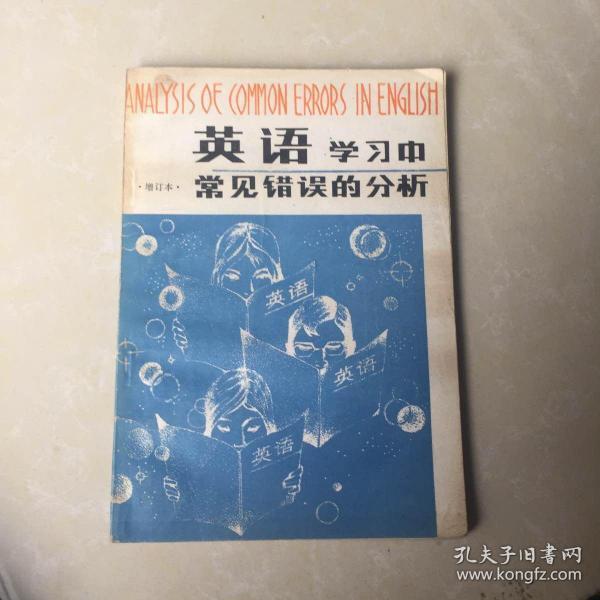 ANALYSIS OF COMMON ERRORS IN ENGLISH
英语 学习中
·增订本· 常见错误的分析
英语
英语
英语
孔夫子旧书网
www.kongfz.com